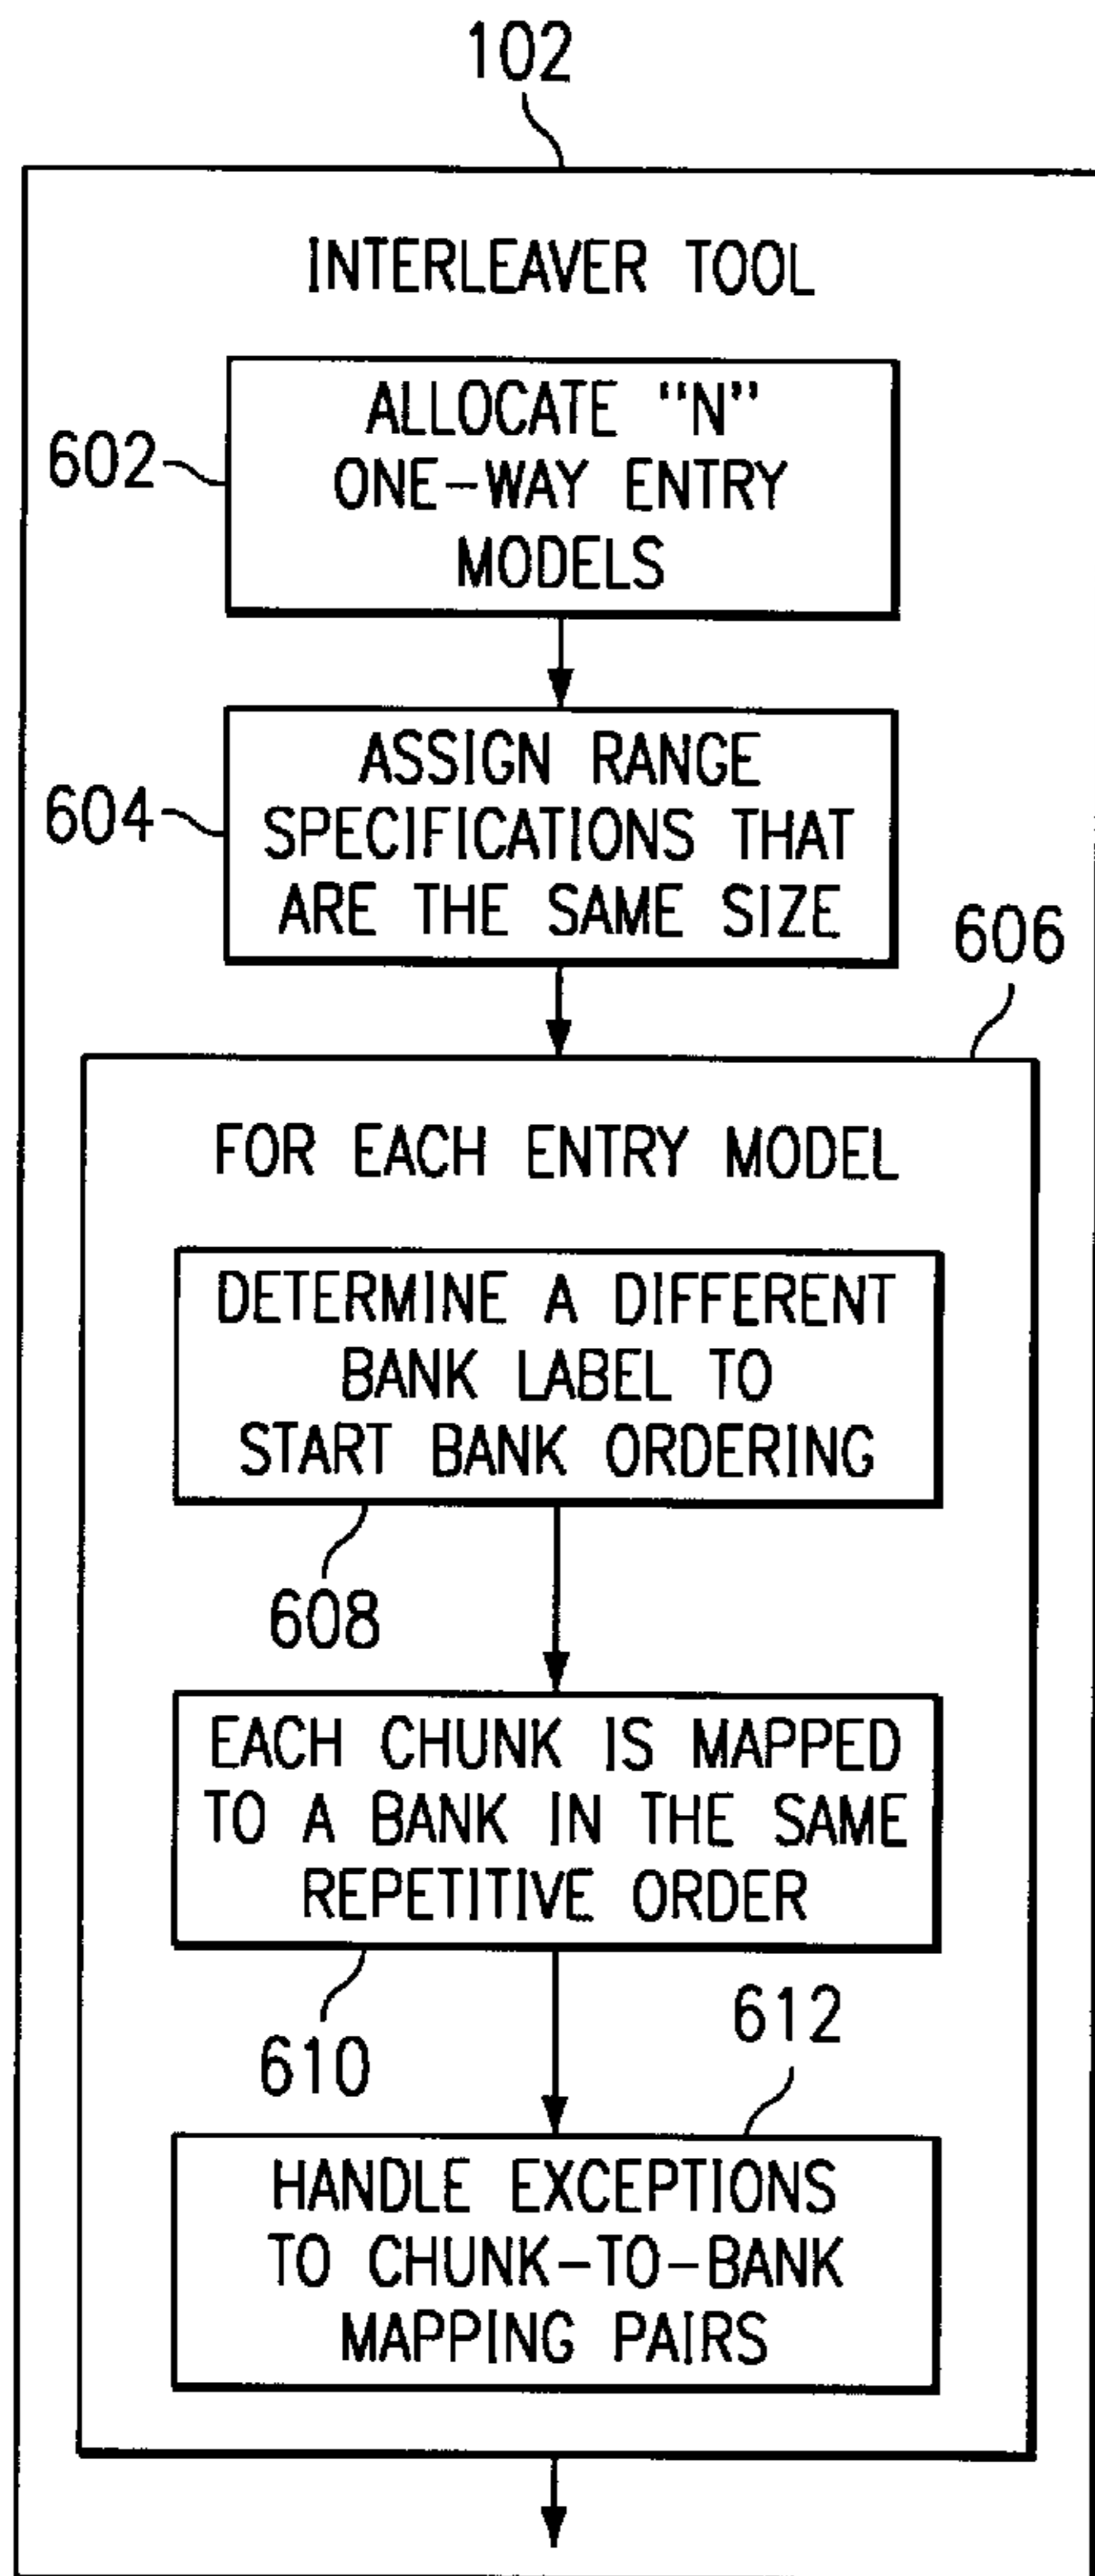 102
INTERLEAVER TOOL
ALLOCATE "N"
ONE-WAY ENTRY
MODELS
602
ASSIGN RANGE
SPECIFICATIONS THAT
ARE THE SAME SIZE
604
606
FOR EACH ENTRY MODEL
DETERMINE A DIFFERENT
BANK LABEL TO
START BANK ORDERING
608
EACH CHUNK IS MAPPED
TO A BANK IN THE SAME
REPETITIVE ORDER
610
612
HANDLE EXCEPTIONS
TO CHUNK-TO-BANK
MAPPING PAIRS